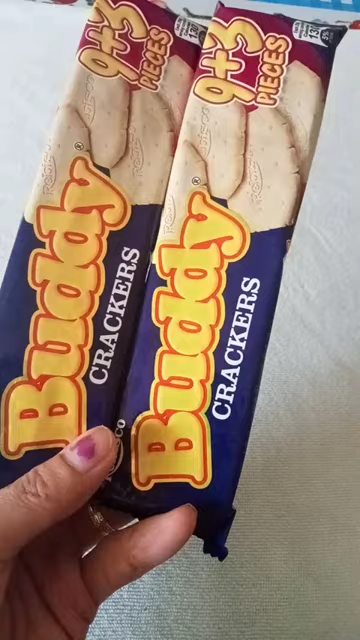 9+3
PIECES
Buddy®
CRACKERS
9+3
PIECES
Buddy®
CRACKERS